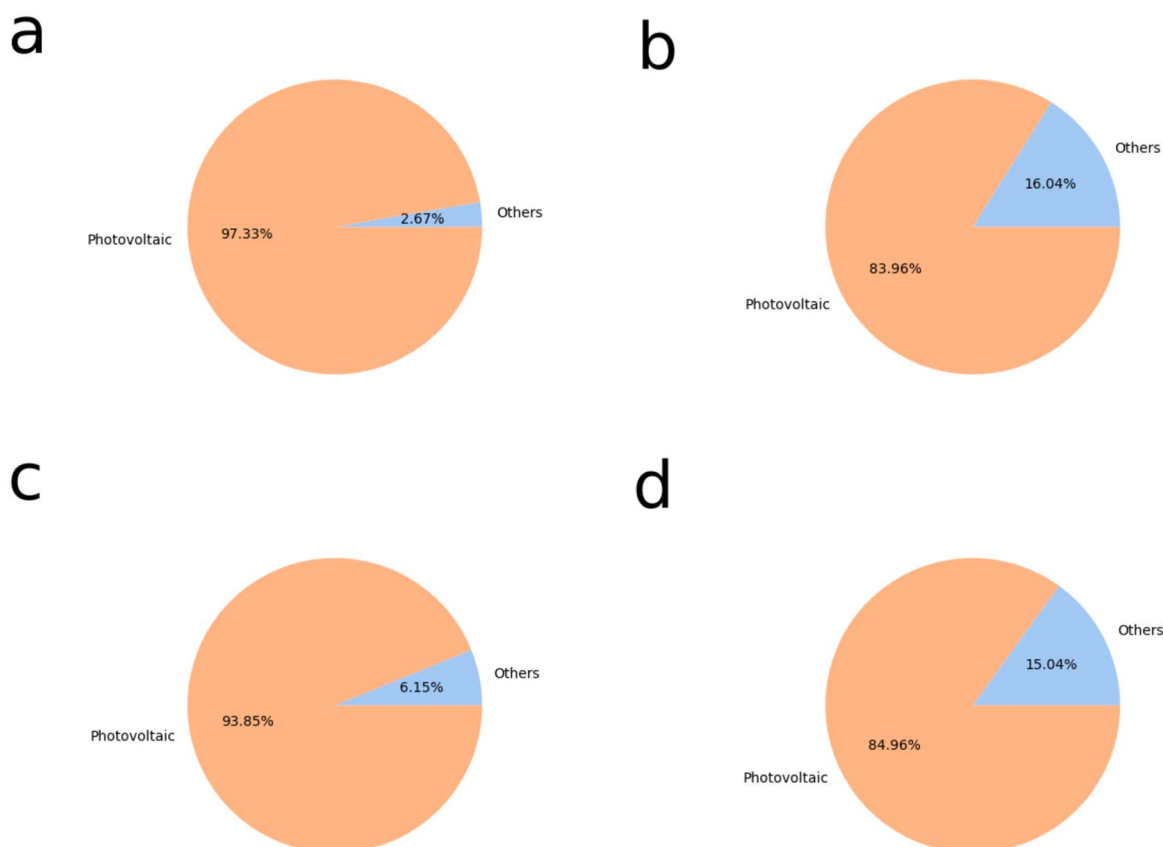 a
Others
2.67%
97.33%
Photovoltaic
b
Others
16.04%
83.96%
Photovoltaic
c
Others
6.15%
93.85%
Photovoltaic
d
Others
15.04%
84.96%
Photovoltaic